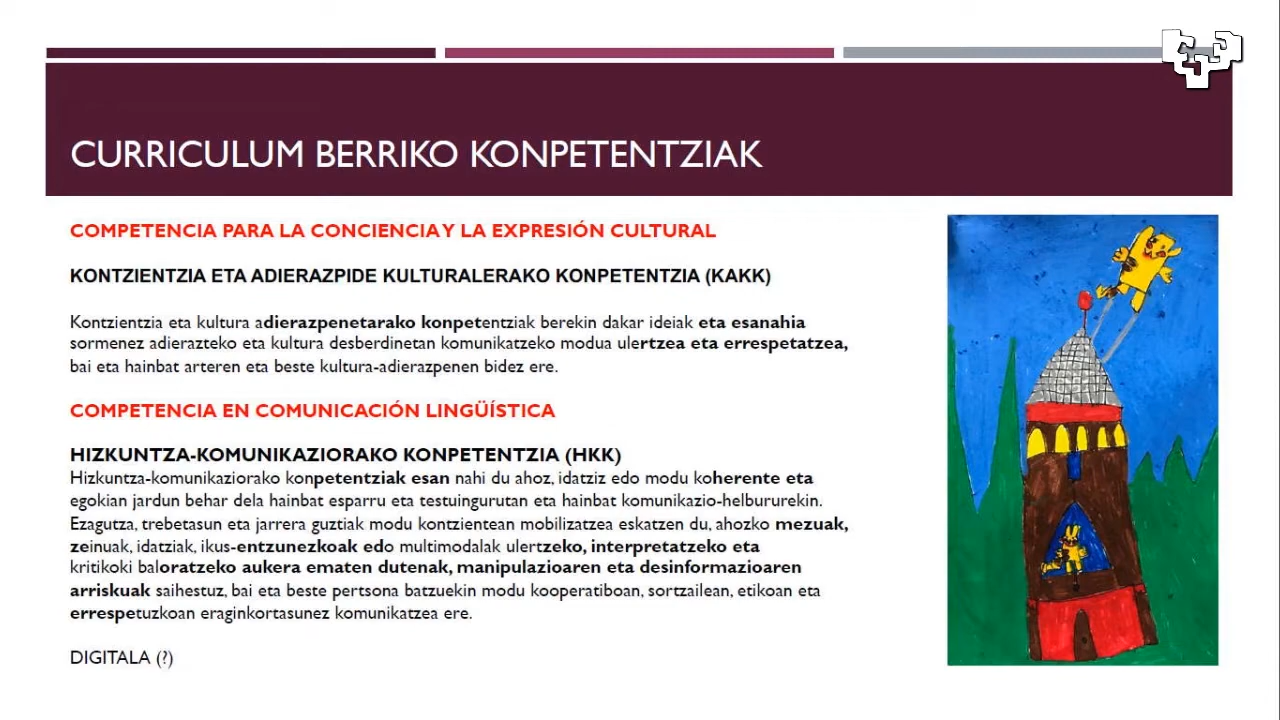 CURRICULUM BERRIKO KONPETENTZIAK
COMPETENCIA PARA LA CONCIENCIA Y LA EXPRESIÓN CULTURAL
KONTZIENTZIA ETA ADIERAZPIDE KULTURALERAKO KONPETENTZIA (KAKK)
Kontzientzia eta kultura adierazpenetarako konpetentziak berekin dakar ideiak eta esanahia
sormenez adierazteko eta kultura desberdinetan komunikatzeko modua ulertzea eta errespetatzea,
bai eta hainbat arteren eta beste kultura-adierazpenen bidez ere.
COMPETENCIA EN COMUNICACIÓN LINGÜÍSTICA
HIZKUNTZA-KOMUNIKAZIORAKO KONPETENTZIA (HKK)
Hizkuntza-komunikaziorako konpetentziak esan nahi du ahoz, idatziz edo modu koherente eta
egokian jardun behar dela hainbat esparru eta testuingurutan eta hainbat komunikazio-helbururekin.
Ezagutza, trebetasun eta jarrera guztiak modu kontzientean mobilizatzea eskatzen du, ahozko mezuak,
zeinuak, idatziak, ikus-entzunezkoak edo multimodalak ulertzeko, interpretatzeko eta
kritikoki baloratzeko aukera ematen dutenak, manipulazioaren eta desinformazioaren
arriskuak saihestuz, bai eta beste pertsona batzuekin modu kooperatiboan, sortzailean, etikoan eta
errespetuzkoan eraginkortasunez komunikatzea ere.
DIGITALA (?)